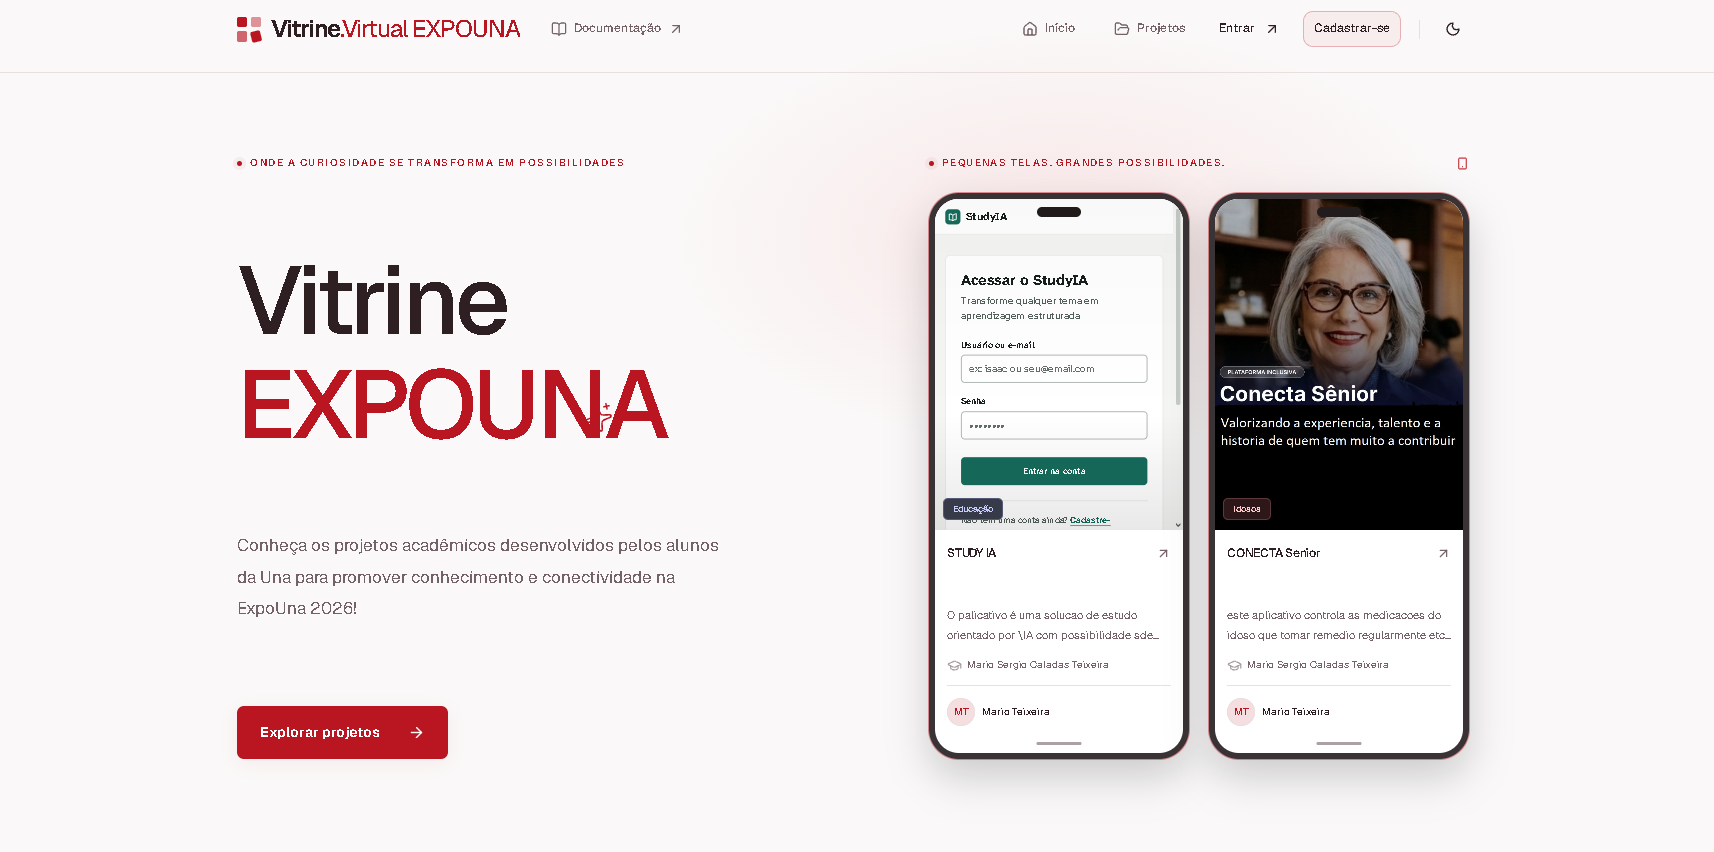 Vitrine.Virtual EXPOUNA
Documentação
Início
Projetos
Entrar
Cadastrar-se
ONDE A CURIOSIDADE SE TRANSFORMA EM POSSIBILIDADES
Vitrine
EXPOUNA
Conheça os projetos acadêmicos desenvolvidos pelos alunos
da Una para promover conhecimento e conectividade na
ExpoUna 2026!
Explorar projetos
PEQUENAS TELAS. GRANDES POSSIBILIDADES.
StudyIA
Acessar o StudyIA
Transforme qualquer tema em
aprendizagem estruturada
Usuário ou e-mail
ex: isaac ou seu@email.com
Senha
••••••••
Entrar na conta
Não tem uma conta ainda? Cadastre-
Educação
STUDY IA
O palicativo é uma solucao de estudo
orientado por \IA com possibilidade sde...
Mario Sergio Caladas Teixeira
MT
Mario Teixeira
PLATAFORMA INCLUSIVA
Conecta Sênior
Valorizando a experiencia, talento e a
historia de quem tem muito a contribuir
Idosos
CONECTA Senior
este aplicativo controla as medicacoes do
idoso que tomar remedio regularmente etc...
Mario Sergio Caladas Teixeira
MT
Mario Teixeira